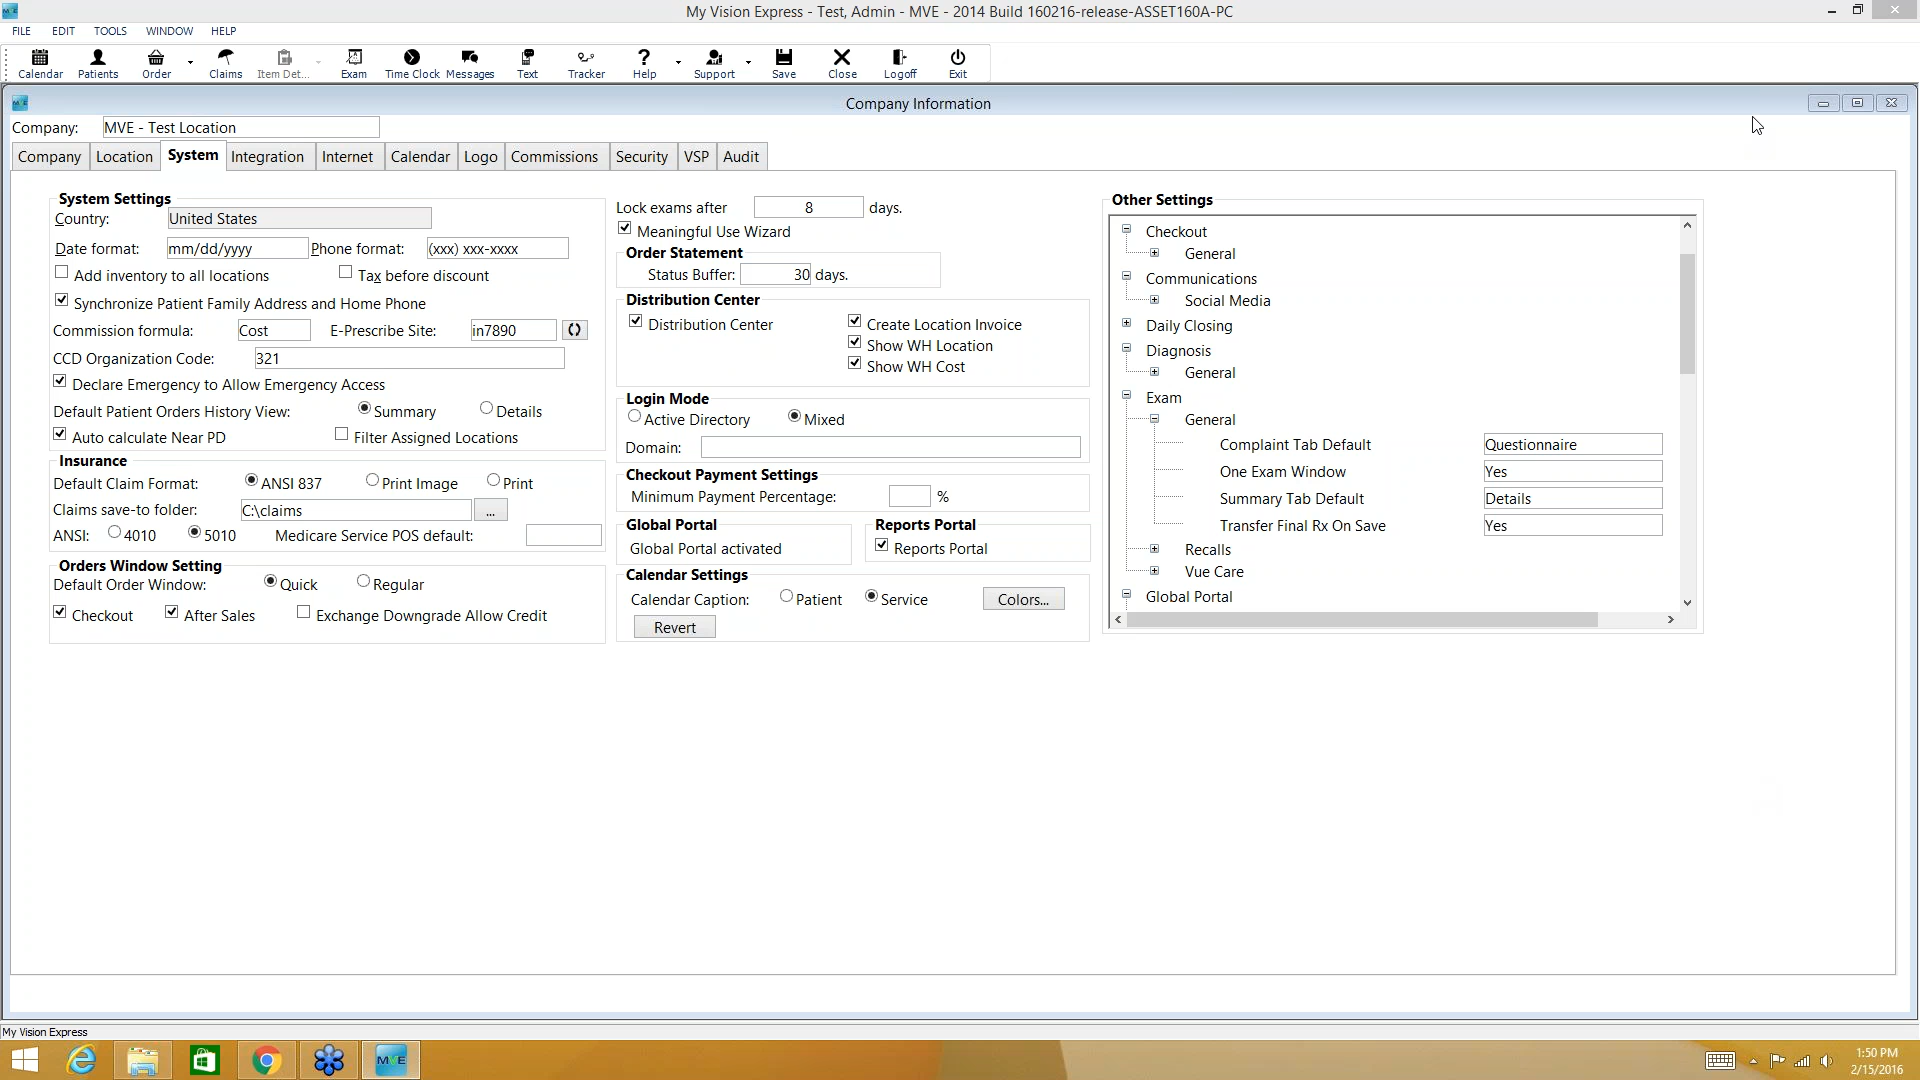 My Vision Express - Test, Admin - MVE - 2014 Build 160216-release-ASSET160A-PC
FILE EDIT TOOLS WINDOW HELP
Calendar Patients Order Claims Item Det... Exam Time Clock Messages Text Tracker Help Support Save Close Logoff Exit
Company Information
Company: MVE - Test Location
Company Location System Integration Internet Calendar Logo Commissions Security VSP Audit
System Settings
Country: United States
Date format: mm/dd/yyyy Phone format: (xxx) xxx-xxxx
Add inventory to all locations Tax before discount
Synchronize Patient Family Address and Home Phone
Commission formula: Cost E-Prescribe Site: in7890
CCD Organization Code: 321
Declare Emergency to Allow Emergency Access
Default Patient Orders History View: Summary Details
Auto calculate Near PD Filter Assigned Locations
Insurance
Default Claim Format: ANSI 837 Print Image Print
Claims save-to folder: C:\claims ...
ANSI: 4010 5010 Medicare Service POS default:
Orders Window Setting
Default Order Window: Quick Regular
Checkout After Sales Exchange Downgrade Allow Credit
Lock exams after 8 days.
Meaningful Use Wizard
Order Statement
Status Buffer: 30 days.
Distribution Center
Distribution Center Create Location Invoice
Show WH Location
Show WH Cost
Login Mode
Active Directory Mixed
Domain:
Checkout Payment Settings
Minimum Payment Percentage: %
Global Portal Reports Portal
Global Portal activated Reports Portal
Calendar Settings
Calendar Caption: Patient Service Colors...
Revert
Other Settings
Checkout
General
Communications
Social Media
Daily Closing
Diagnosis
General
Exam
General
Complaint Tab Default Questionnaire
One Exam Window Yes
Summary Tab Default Details
Transfer Final Rx On Save Yes
Recalls
Vue Care
Global Portal
My Vision Express
MVE
1:50 PM
2/15/2016